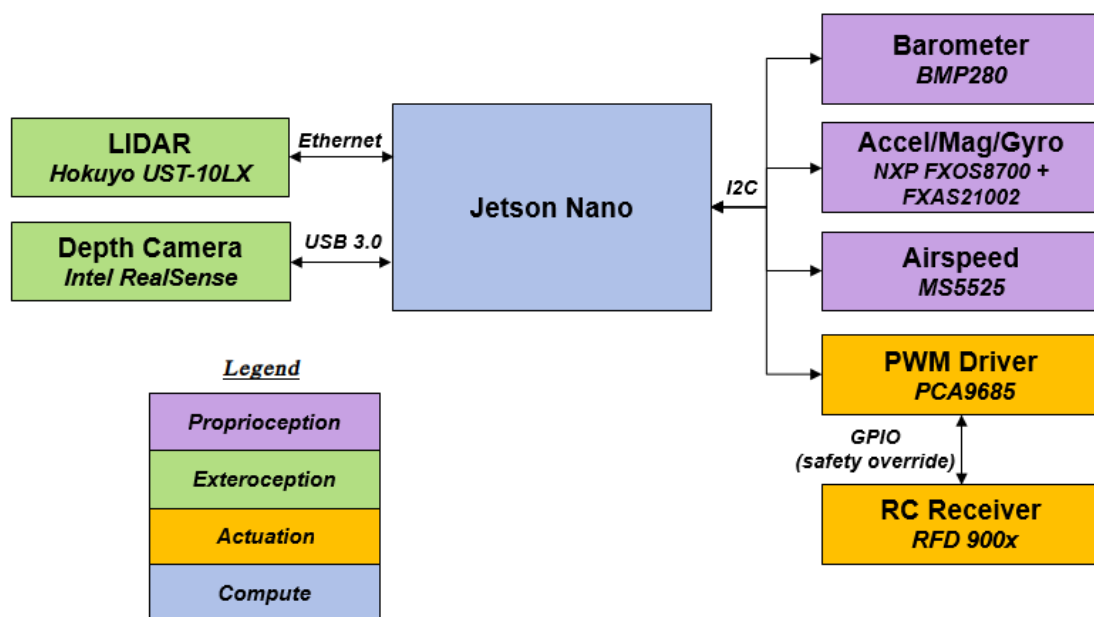 LIDAR
Hokuyo UST-10LX
Ethernet
Depth Camera
Intel RealSense
USB 3.0
Jetson Nano
I2C
Barometer
BMP280
Accel/Mag/Gyro
NXP FXOS8700 +
FXAS21002
Airspeed
MS5525
PWM Driver
PCA9685
GPIO
(safety override)
RC Receiver
RFD 900x
Legend
Proprioception
Exteroception
Actuation
Compute